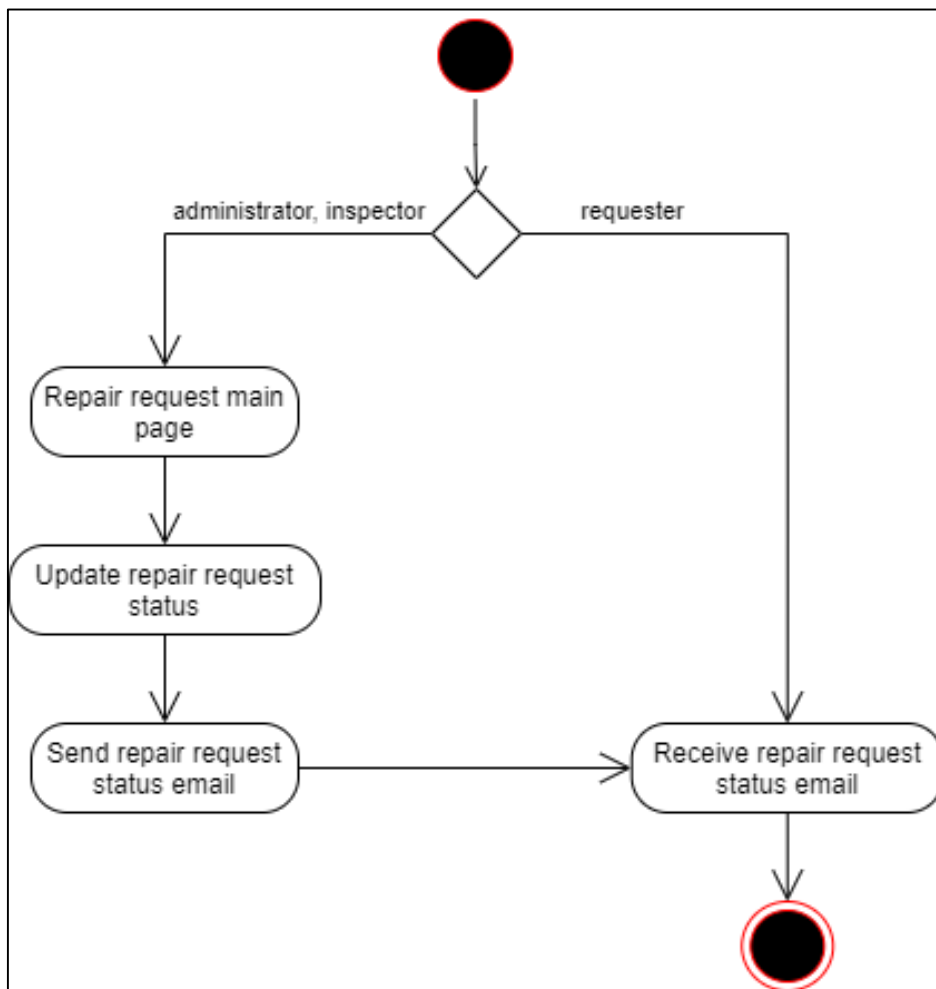 administrator, inspector
requester
Repair request main
page
Update repair request
status
Send repair request
status email
Receive repair request
status email